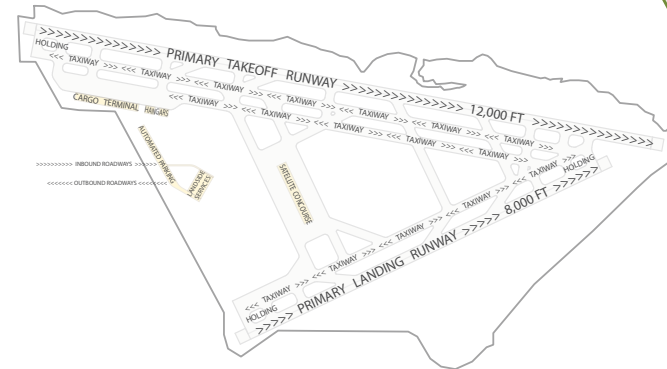 >>>>>>>>>>>>>>> PRIMARY TAKEOFF RUNWAY >>>>>>>>>>>>>>> 12,000 FT >>>>>>>>>>>>>>>
HOLDING
<<< TAXIWAY >>> <<< TAXIWAY >>> <<< TAXIWAY >>> <<< TAXIWAY >>> <<< TAXIWAY >>> <<< TAXIWAY >>> <<< TAXIWAY >>>
<<< TAXIWAY >>> <<< TAXIWAY >>> <<< TAXIWAY >>> <<< TAXIWAY >>> <<< TAXIWAY >>>
CARGO TERMINAL HANGARS
AUTOMATED PARKING
>>>>>>>>>> INBOUND ROADWAYS >>>>>>>
<<<<<<< OUTBOUND ROADWAYS <<<<<<<<
LANDSIDE
SERVICES
SATELLITE CONCOURSE
HOLDING
<<< TAXIWAY >>> <<< TAXIWAY >>> <<< TAXIWAY >>> <<< TAXIWAY >>> <<< TAXIWAY >>>
HOLDING
>>>>> PRIMARY LANDING RUNWAY >>>>> 8,000 FT >>>>>>